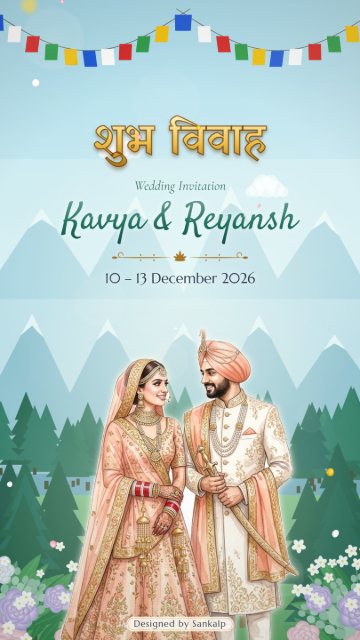 शुभ विवाह
Wedding Invitation
Kavya & Reyansh
10 – 13 December 2026
Designed by Sankalp